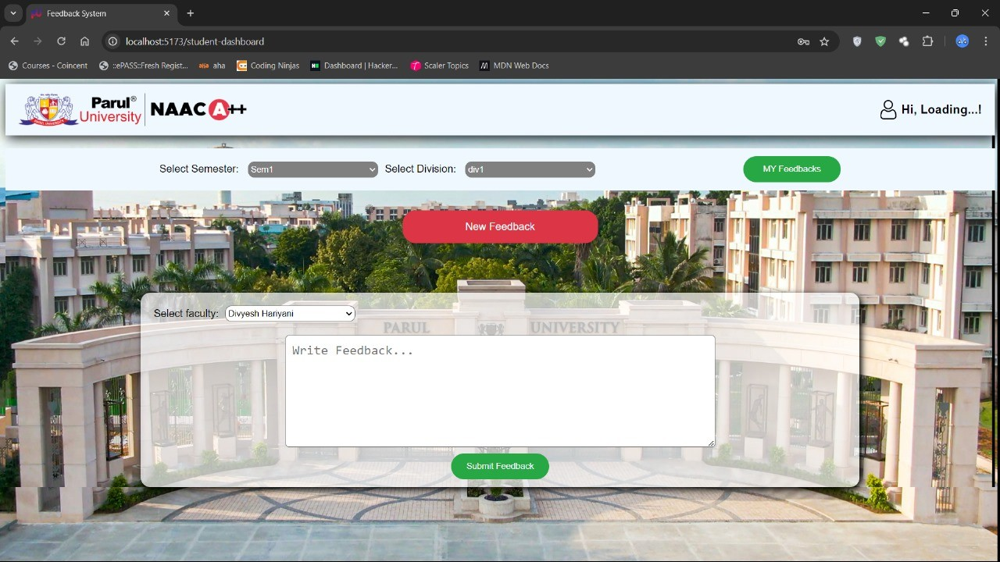 Feedback System
localhost:5173/student-dashboard
Courses - Coincent
::ePASS::Fresh Regist...
aha
aha
Coding Ninjas
Dashboard | Hacker...
Scaler Topics
MDN Web Docs
Parul®
University
NAAC A++
Hi, Loading...!
Select Semester:
Sem1
Select Division:
div1
MY Feedbacks
New Feedback
Select faculty:
Divyesh Hariyani
PARUL UNIVERSITY
Write Feedback...
Submit Feedback